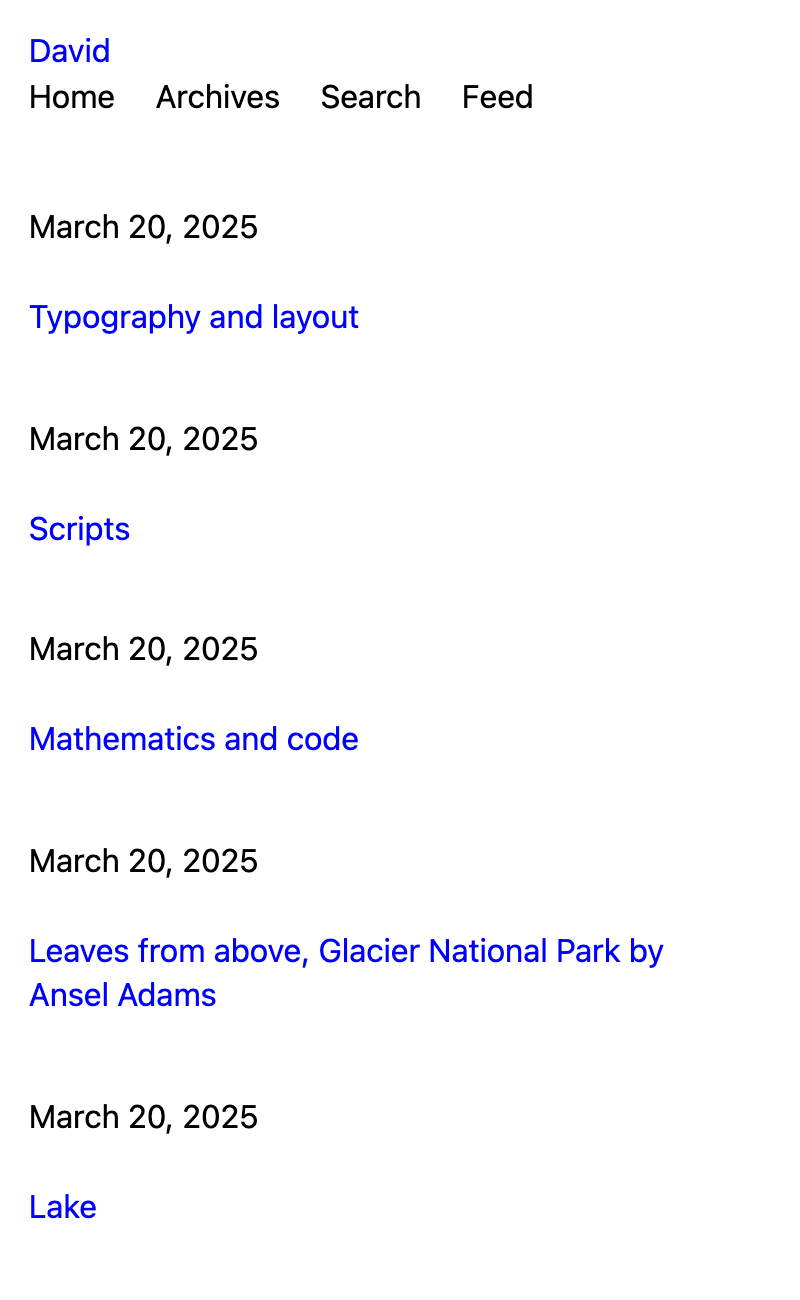 David
Home Archives Search Feed
March 20, 2025
Typography and layout
March 20, 2025
Scripts
March 20, 2025
Mathematics and code
March 20, 2025
Leaves from above, Glacier National Park by
Ansel Adams
March 20, 2025
Lake